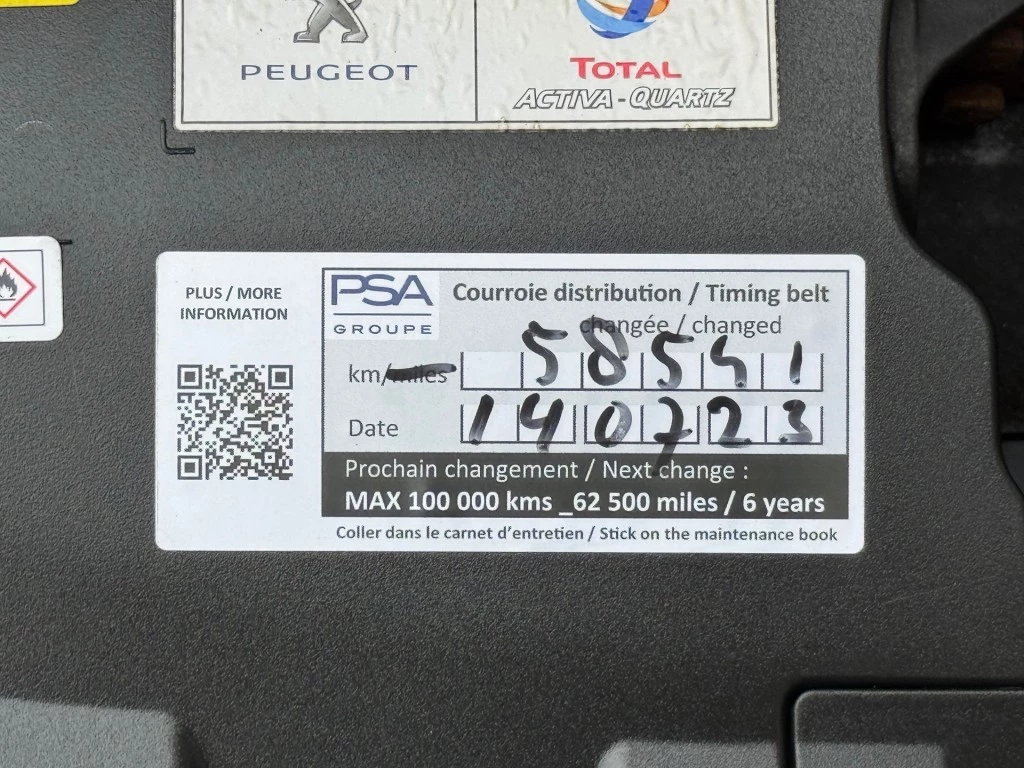 PEUGEOT
TOTAL
ACTIVA - QUARTZ
PLUS / MORE
INFORMATION
PSA
GROUPE
Courroie distribution / Timing belt
changée / changed
km/miles 58541
Date 140723
Prochain changement / Next change :
MAX 100 000 kms _62 500 miles / 6 years
Coller dans le carnet d'entretien / Stick on the maintenance book